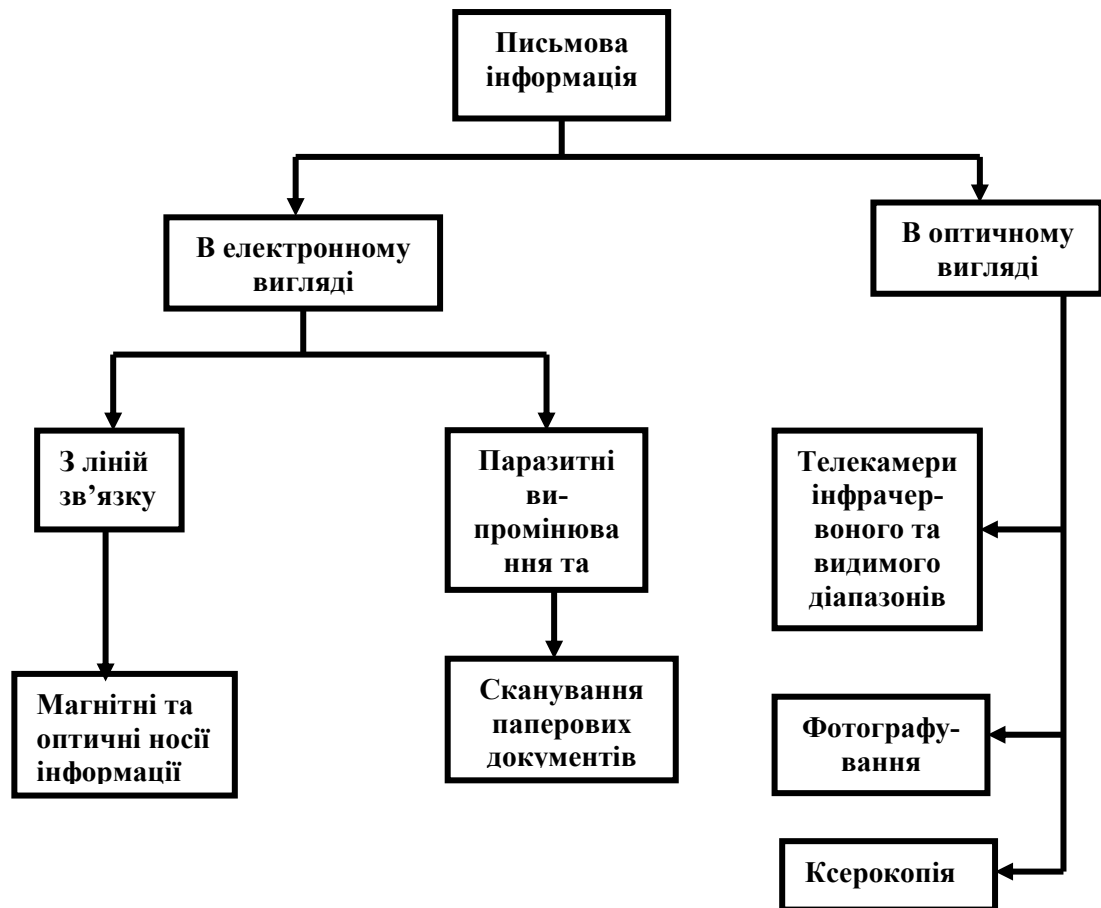 Письмова
інформація
В електронному
вигляді
В оптичному
вигляді
З ліній
зв’язку
Паразитні
ви-
промінюва
ння та
Телекамери
інфрачер-
воного та
видимого
діапазонів
Магнітні та
оптичні носії
інформації
Сканування
паперових
документів
Фотографу-
вання
Ксерокопія